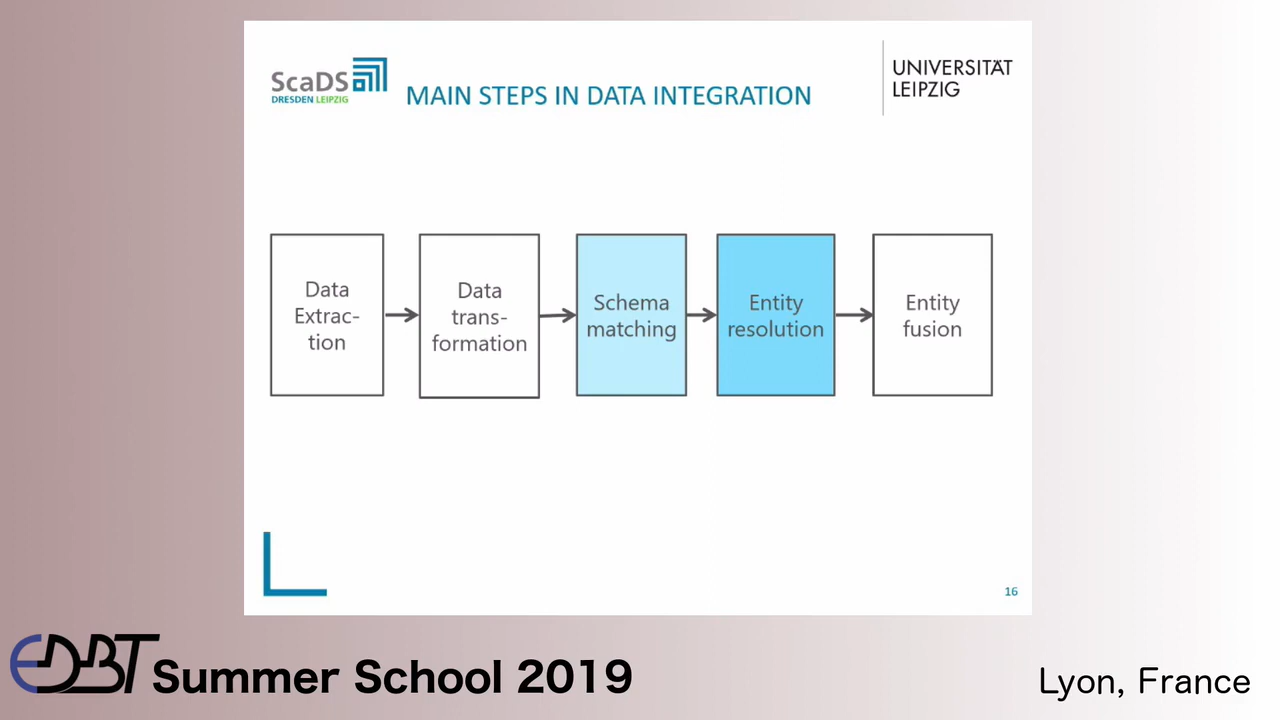 ScaDS
DRESDEN LEIPZIG
MAIN STEPS IN DATA INTEGRATION
UNIVERSITÄT
LEIPZIG
Data
Extrac-
tion
Data
trans-
formation
Schema
matching
Entity
resolution
Entity
fusion
16
EDBT Summer School 2019
Lyon, France